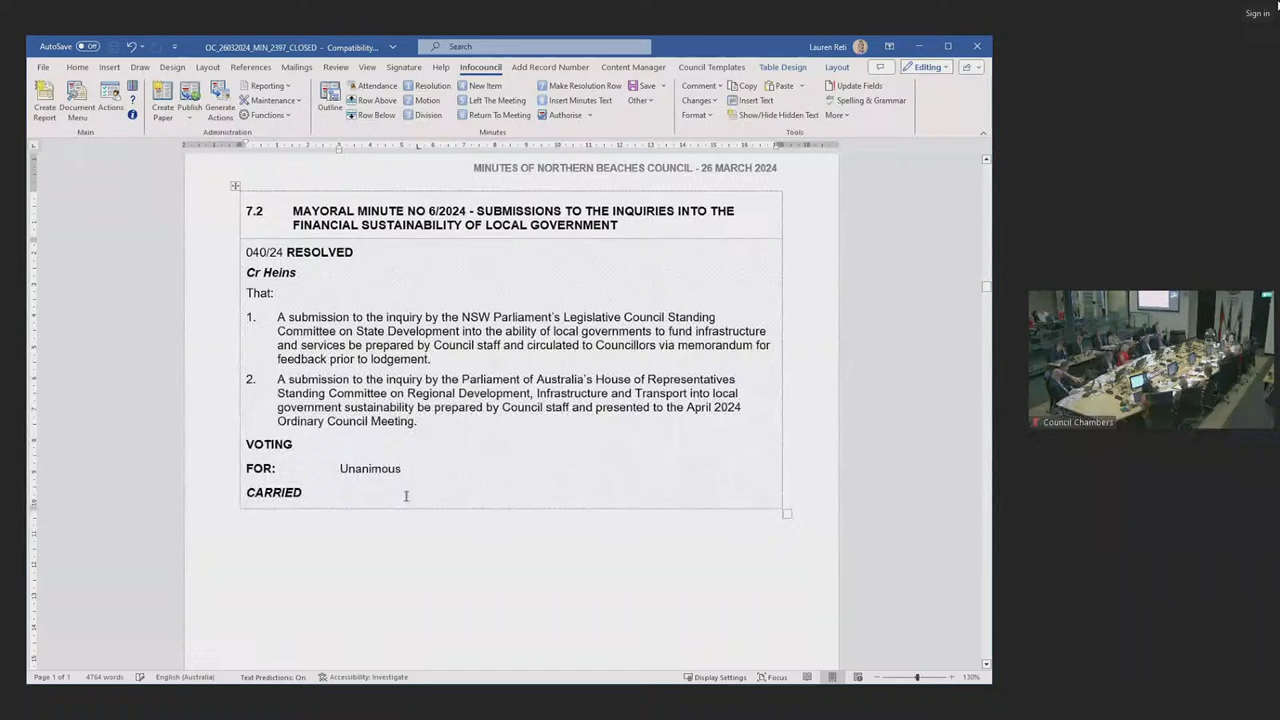 Sign in
AutoSave Off
OC_26032024_MIN_2397_CLOSED - Compatibility...
Search
Lauren Reti
File Home Insert Draw Design Layout References Mailings Review View Signature Help Infocouncil Add Record Number Content Manager Council Templates Table Design Layout Editing
Create Report
Document Menu
Actions
Main
Create Paper
Publish
Generate Actions
Reporting
Maintenance
Functions
Administration
Outline
Attendance
Row Above
Row Below
Resolution
Motion
Division
New Item
Left The Meeting
Return To Meeting
Make Resolution Row
Insert Minutes Text
Authorise
Save
Other
Minutes
Comment
Changes
Format
Copy
Paste
Insert Text
Show/Hide Hidden Text
Update Fields
Spelling & Grammar
More
Tools
MINUTES OF NORTHERN BEACHES COUNCIL - 26 MARCH 2024
7.2 MAYORAL MINUTE NO 6/2024 - SUBMISSIONS TO THE INQUIRIES INTO THE
FINANCIAL SUSTAINABILITY OF LOCAL GOVERNMENT
040/24 RESOLVED
Cr Heins
That:
1. A submission to the inquiry by the NSW Parliament's Legislative Council Standing
Committee on State Development into the ability of local governments to fund infrastructure
and services be prepared by Council staff and circulated to Councillors via memorandum for
feedback prior to lodgement.
2. A submission to the inquiry by the Parliament of Australia's House of Representatives
Standing Committee on Regional Development, Infrastructure and Transport into local
government sustainability be prepared by Council staff and presented to the April 2024
Ordinary Council Meeting.
VOTING
FOR: Unanimous
CARRIED
Council Chambers
Page 1 of 1 4764 words English (Australia) Text Predictions: On Accessibility: Investigate Display Settings Focus 130%